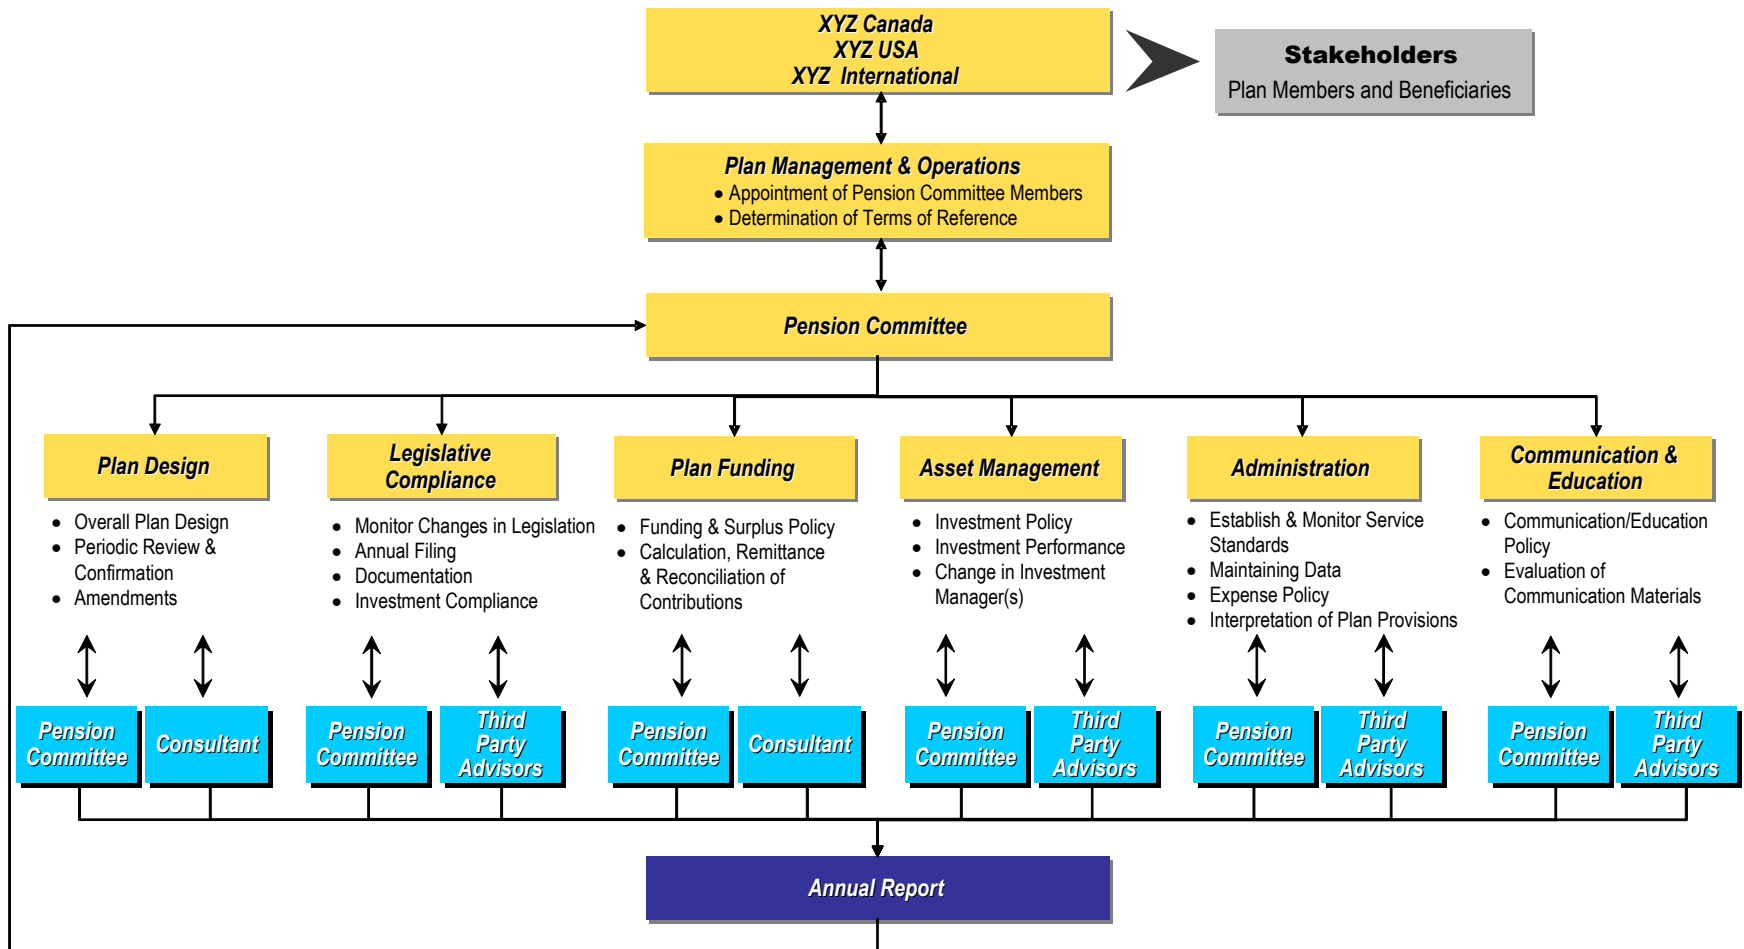 XYZ Canada
XYZ USA
XYZ International
Stakeholders
Plan Members and Beneficiaries
Plan Management & Operations
• Appointment of Pension Committee Members
• Determination of Terms of Reference
Pension Committee
Plan Design
• Overall Plan Design
• Periodic Review &
Confirmation
• Amendments
Legislative
Compliance
• Monitor Changes in Legislation
• Annual Filing
• Documentation
• Investment Compliance
Plan Funding
• Funding & Surplus Policy
• Calculation, Remittance
& Reconciliation of
Contributions
Asset Management
• Investment Policy
• Investment Performance
• Change in Investment
Manager(s)
Administration
• Establish & Monitor Service
Standards
• Maintaining Data
• Expense Policy
• Interpretation of Plan Provisions
Communication &
Education
• Communication/Education
Policy
• Evaluation of
Communication Materials
Pension
Committee
Consultant
Pension
Committee
Third
Party
Advisors
Pension
Committee
Consultant
Pension
Committee
Third
Party
Advisors
Pension
Committee
Third
Party
Advisors
Pension
Committee
Third
Party
Advisors
Annual Report